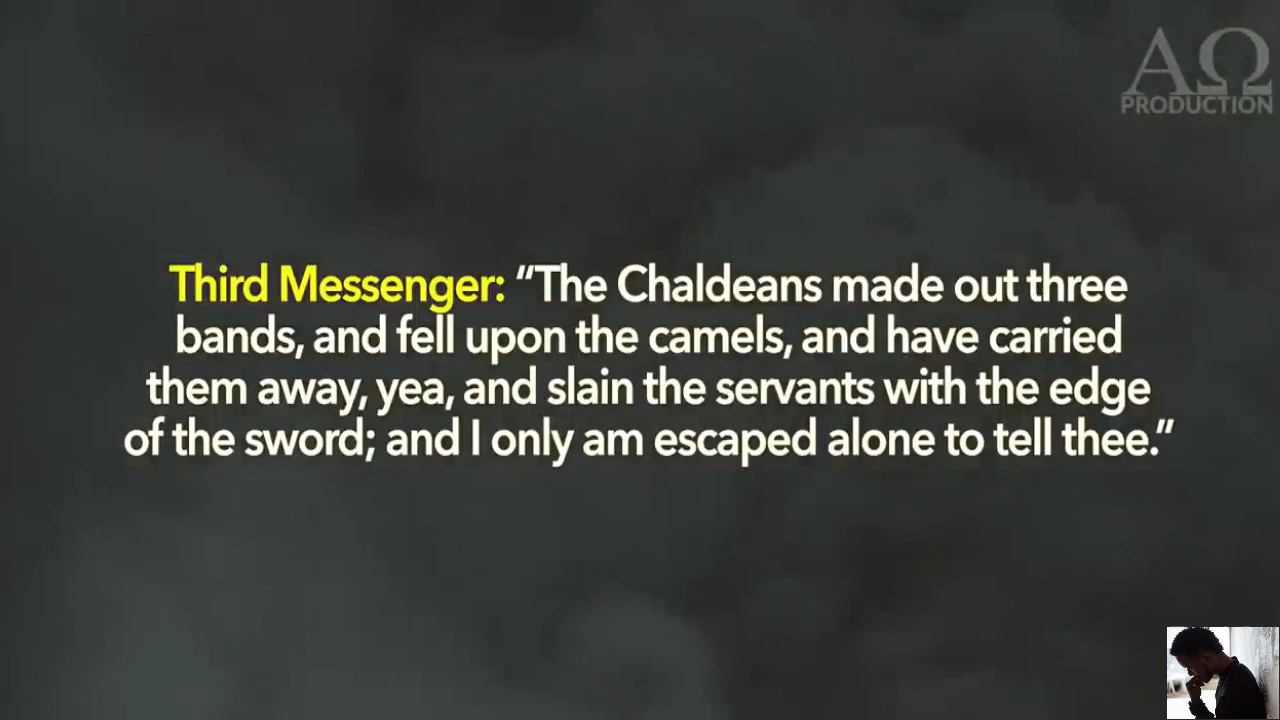 ΑΩ
PRODUCTION
Third Messenger: “The Chaldeans made out three
bands, and fell upon the camels, and have carried
them away, yea, and slain the servants with the edge
of the sword; and I only am escaped alone to tell thee.”